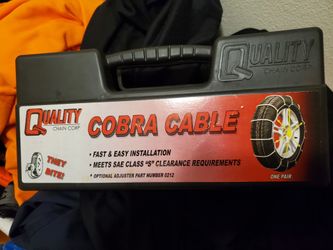 QUALITY
CHAIN CORP.
QUALITY
CHAIN CORP.
COBRA CABLE
THEY
BITE!
• FAST & EASY INSTALLATION
• MEETS SAE CLASS "S" CLEARANCE REQUIREMENTS
* OPTIONAL ADJUSTER PART NUMBER 0212
ONE PAIR